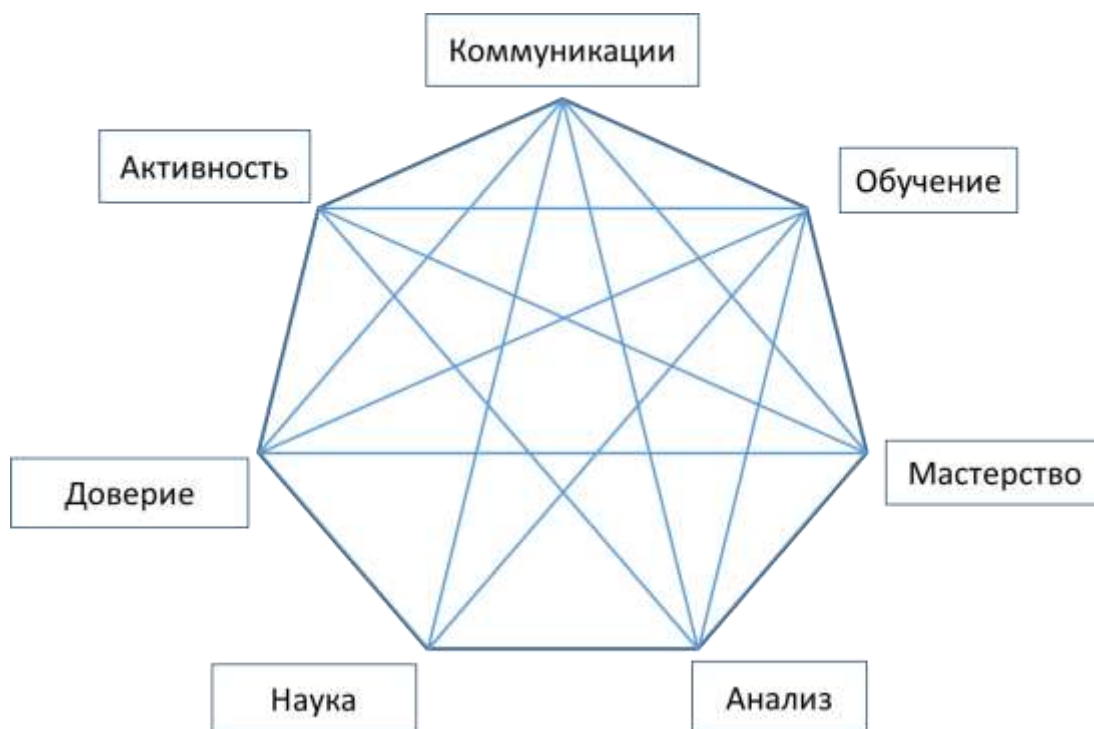 Коммуникации
Активность
Обучение
Доверие
Мастерство
Наука
Анализ